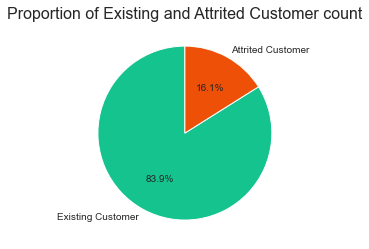 Proportion of Existing and Attrited Customer count
Attrited Customer
16.1%
83.9%
Existing Customer